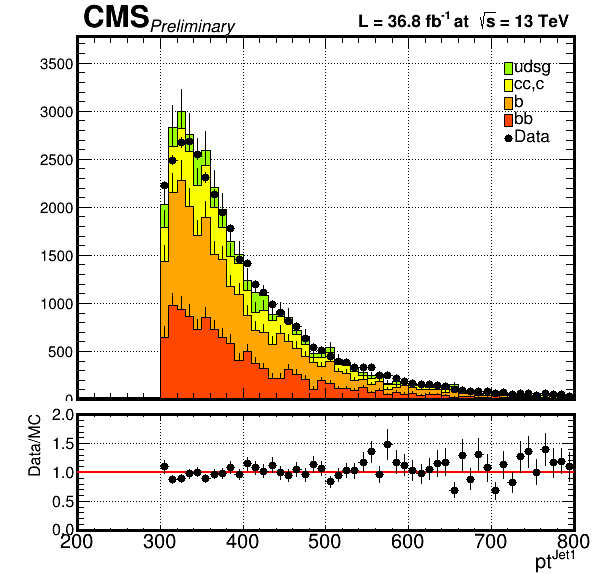 CMS Preliminary L = 36.8 fb⁻¹ at √s = 13 TeV
3500
3000
2500
2000
1500
1000
500
0
udsg
cc,c
b
bb
Data
Data/MC
2.0
1.5
1.0
0.5
0.0
200 300 400 500 600 700 800
pt^Jet1